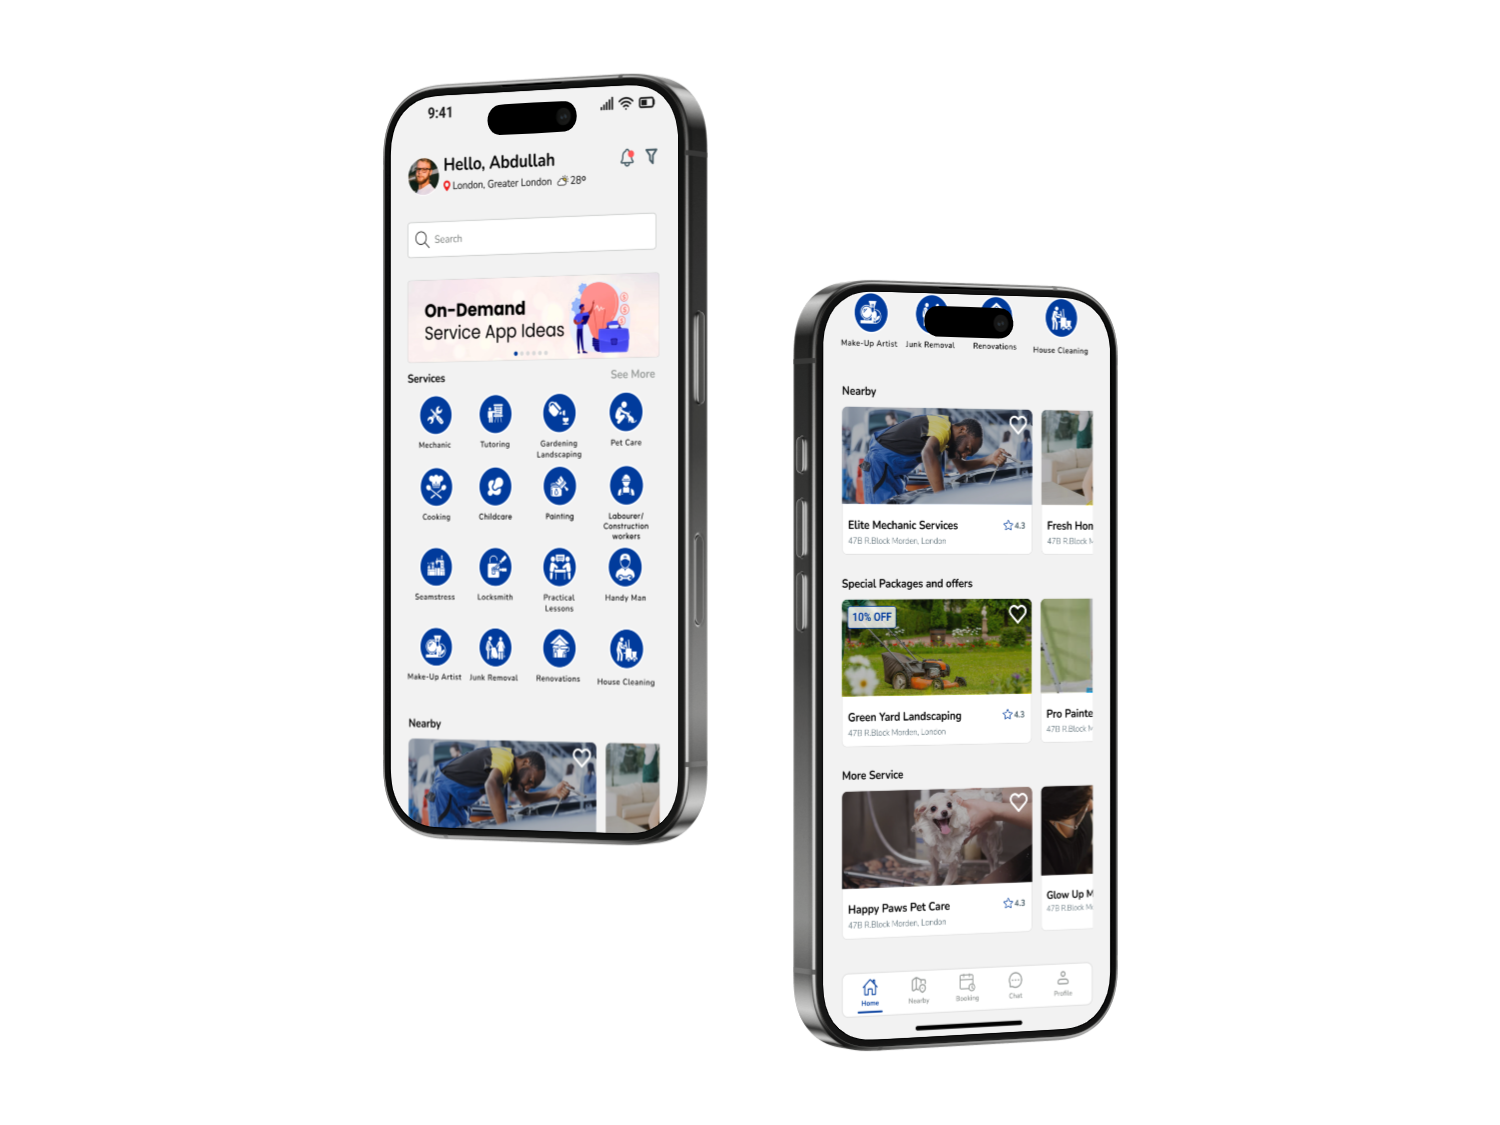 9:41
Hello, Abdullah
London, Greater London 28°
Search
On-Demand
Service App Ideas
Services
See More
Mechanic
Tutoring
Gardening
Landscaping
Pet Care
Cooking
Childcare
Painting
Labourer/
Construction
workers
Seamstress
Locksmith
Practical
Lessons
Handy Man
Make-Up Artist
Junk Removal
Renovations
House Cleaning
Nearby
Make-Up Artist
Junk Removal
Renovations
House Cleaning
Nearby
Elite Mechanic Services
4.3
47B R.Block Morden, London
Fresh Hon
47B R.Block M
Special Packages and offers
10% OFF
Green Yard Landscaping
4.3
47B R.Block Morden, London
Pro Painte
47B R.Block M
More Service
Happy Paws Pet Care
4.3
47B R.Block Morden, London
Glow Up M
47B R.Block Mo
Home
Nearby
Booking
Chat
Profile